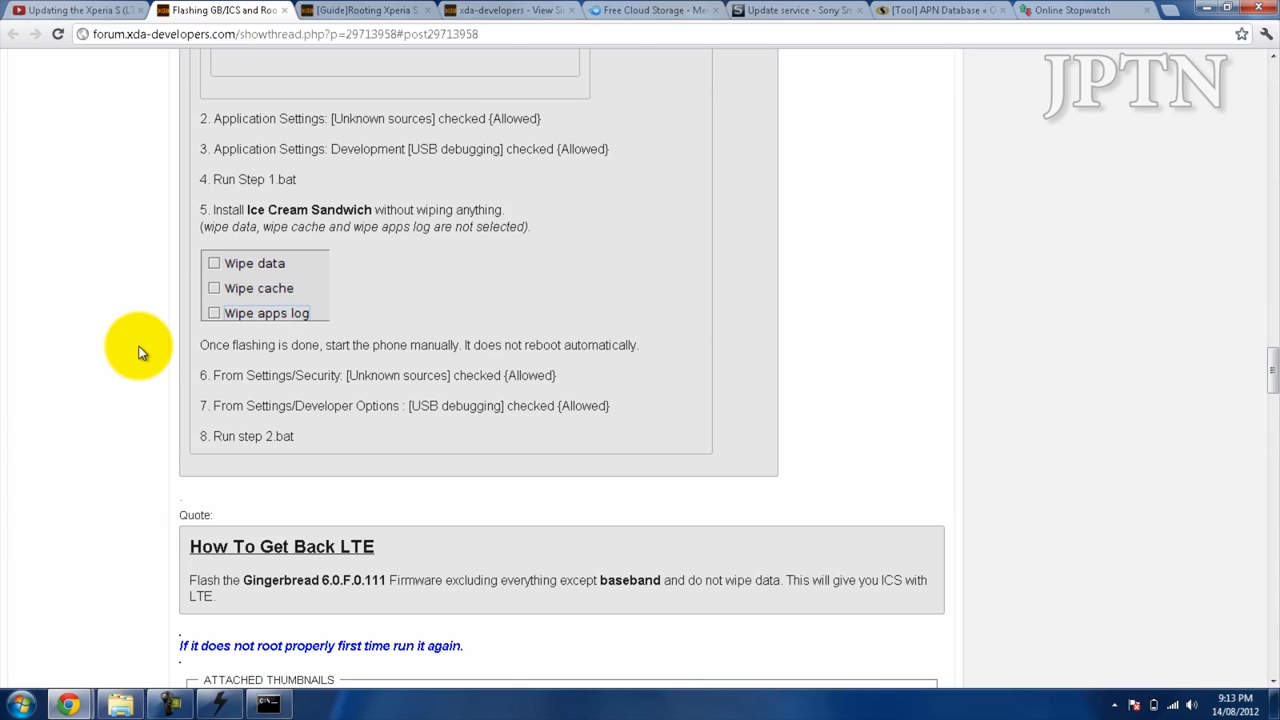 Updating the Xperia S (LT
Flashing GB/ICS and Roo
[Guide]Rooting Xperia S
xda-developers - View Si
Free Cloud Storage - Me
Update service - Sony Sm
[Tool] APN Database « O
Online Stopwatch
forum.xda-developers.com/showthread.php?p=29713958#post29713958
JPTN
2. Application Settings: [Unknown sources] checked {Allowed}
3. Application Settings: Development [USB debugging] checked {Allowed}
4. Run Step 1.bat
5. Install Ice Cream Sandwich without wiping anything.
(wipe data, wipe cache and wipe apps log are not selected).
Wipe data
Wipe cache
Wipe apps log
Once flashing is done, start the phone manually. It does not reboot automatically.
6. From Settings/Security: [Unknown sources] checked {Allowed}
7. From Settings/Developer Options : [USB debugging] checked {Allowed}
8. Run step 2.bat
.
Quote:
How To Get Back LTE
Flash the Gingerbread 6.0.F.0.111 Firmware excluding everything except baseband and do not wipe data. This will give you ICS with
LTE.
.
If it does not root properly first time run it again.
.
ATTACHED THUMBNAILS
9:13 PM
14/08/2012